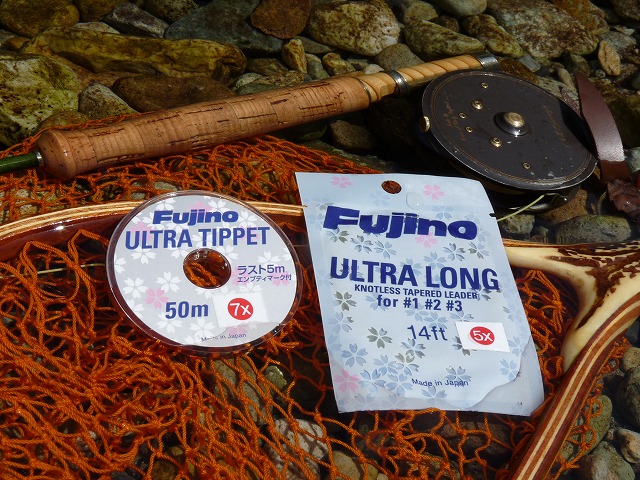 Fujino
ULTRA TIPPET
ラスト5m
エンプティマーク付
50m
7x
Made in Japan
Fujino
ULTRA LONG
KNOTLESS TAPERED LEADER
for #1 #2 #3
14ft
5x
Made in Japan